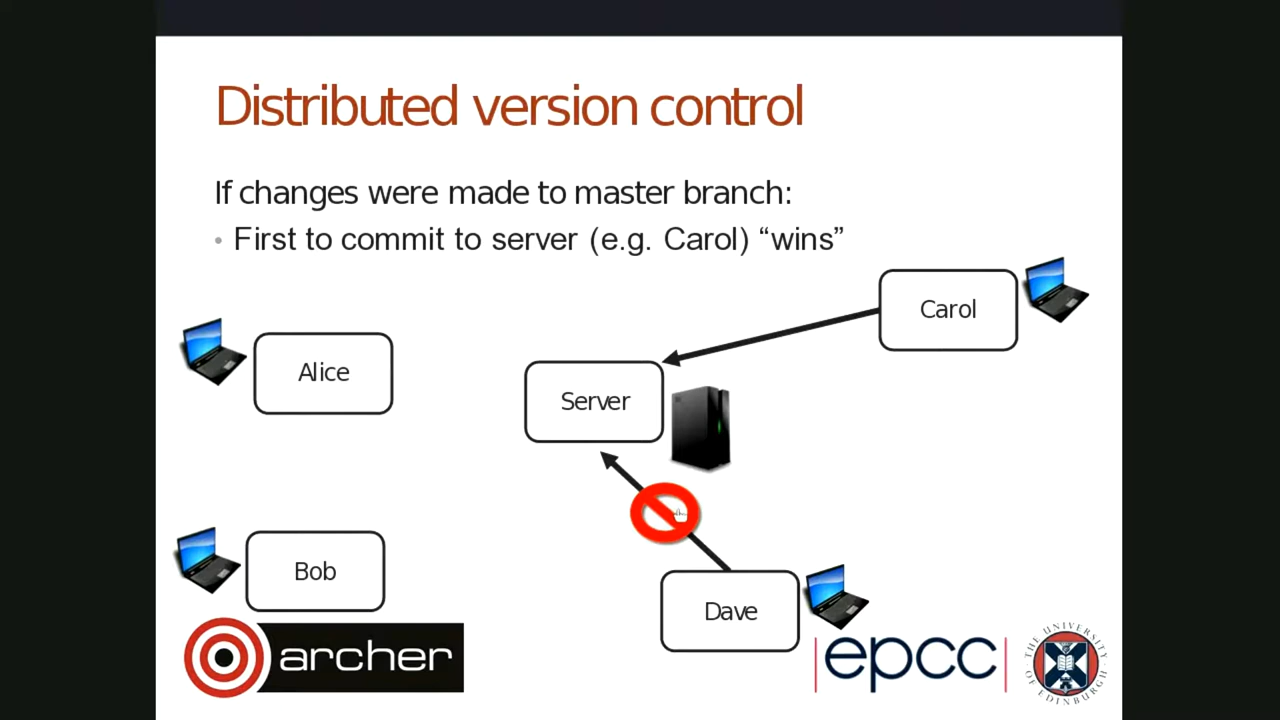 Distributed version control
If changes were made to master branch:
• First to commit to server (e.g. Carol) “wins”
Carol
Alice
Server
Bob
Dave
archer
|epcc|
THE UNIVERSITY
OF EDINBURGH